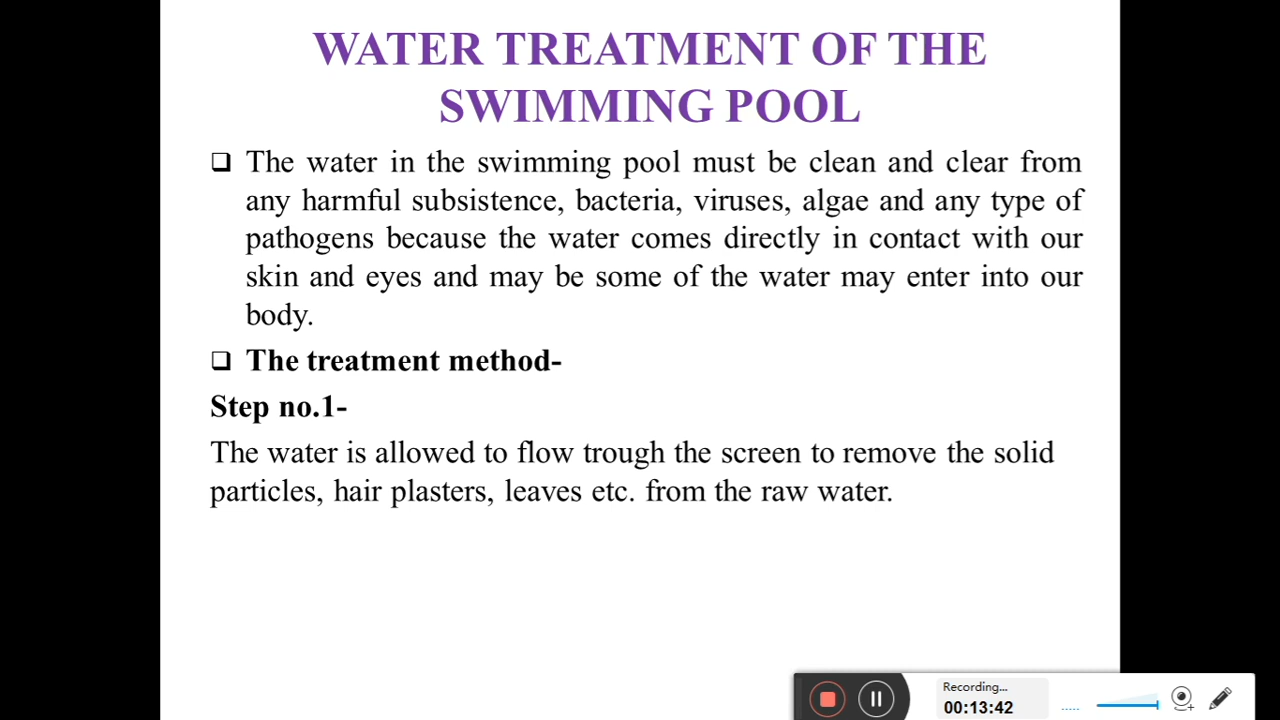 WATER TREATMENT OF THE
SWIMMING POOL
❑ The water in the swimming pool must be clean and clear from
any harmful subsistence, bacteria, viruses, algae and any type of
pathogens because the water comes directly in contact with our
skin and eyes and may be some of the water may enter into our
body.
❑ The treatment method-
Step no.1-
The water is allowed to flow trough the screen to remove the solid
particles, hair plasters, leaves etc. from the raw water.
Recording...
00:13:42